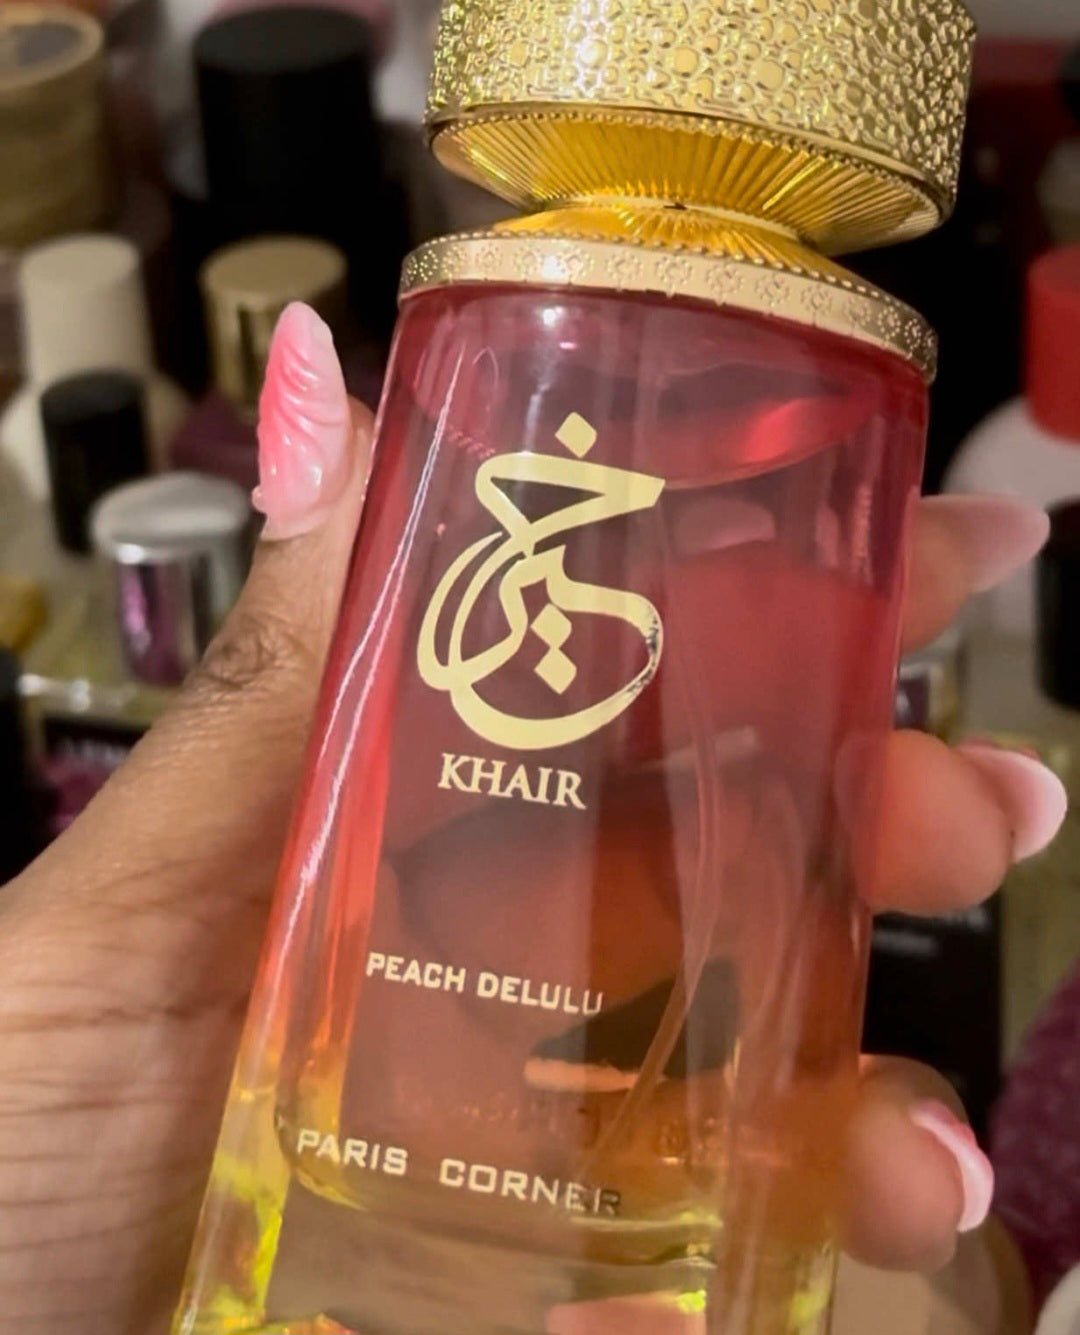 خير
KHAIR
PEACH DELULU
PARIS CORNER